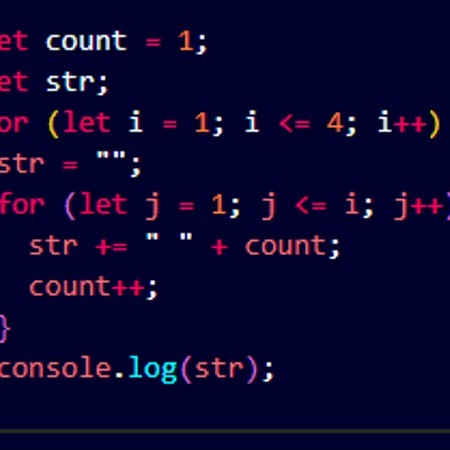 et count = 1;
et str;
or (let i = 1; i <= 4; i++)
str = "";
for (let j = 1; j <= i; j++)
str += " " + count;
count++;
}
console.log(str);